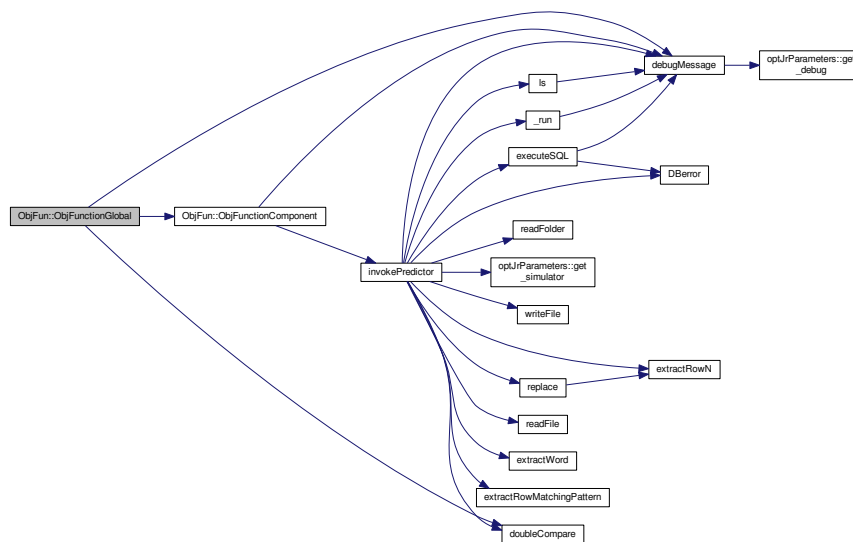 debugMessage
optJrParameters::get
_debug
ls
_run
executeSQL
DBerror
ObjFun::ObjFunctionGlobal
ObjFun::ObjFunctionComponent
readFolder
invokePredictor
optJrParameters::get
_simulator
writeFile
extractRowN
replace
readFile
extractWord
extractRowMatchingPattern
doubleCompare